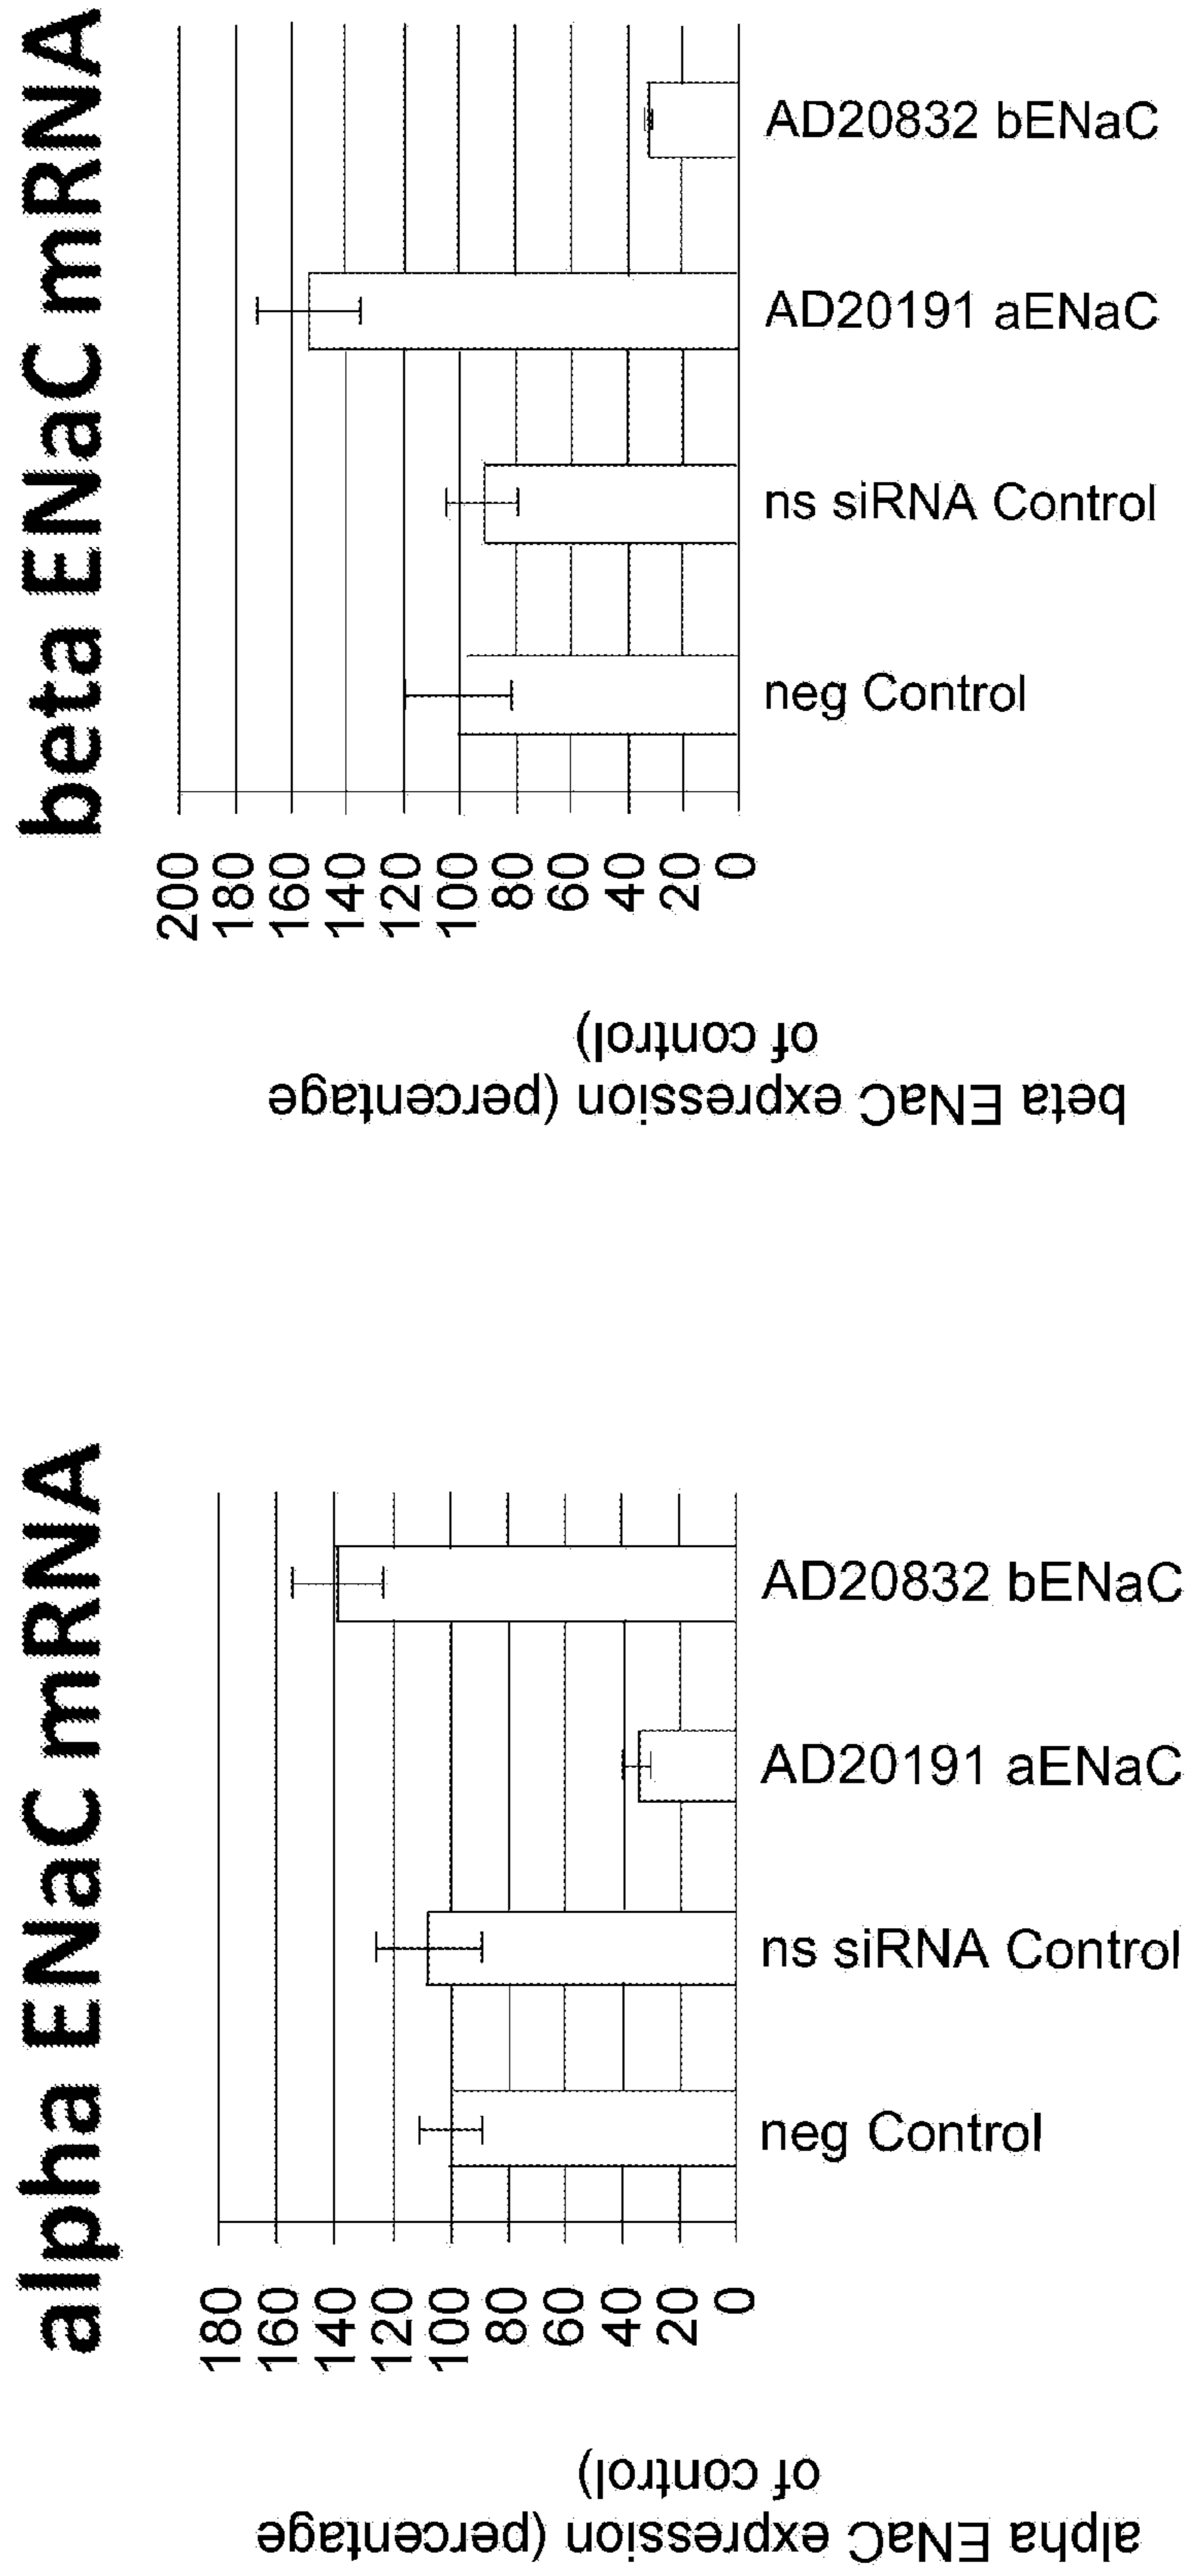 alpha ENaC mRNA
alpha ENaC expression (percentage
of control)
180
160
140
120
100
80
60
40
20
0
neg Control
ns siRNA Control
AD20191 aENaC
AD20832 bENaC
beta ENaC mRNA
beta ENaC expression (percentage
of control)
200
180
160
140
120
100
80
60
40
20
0
neg Control
ns siRNA Control
AD20191 aENaC
AD20832 bENaC